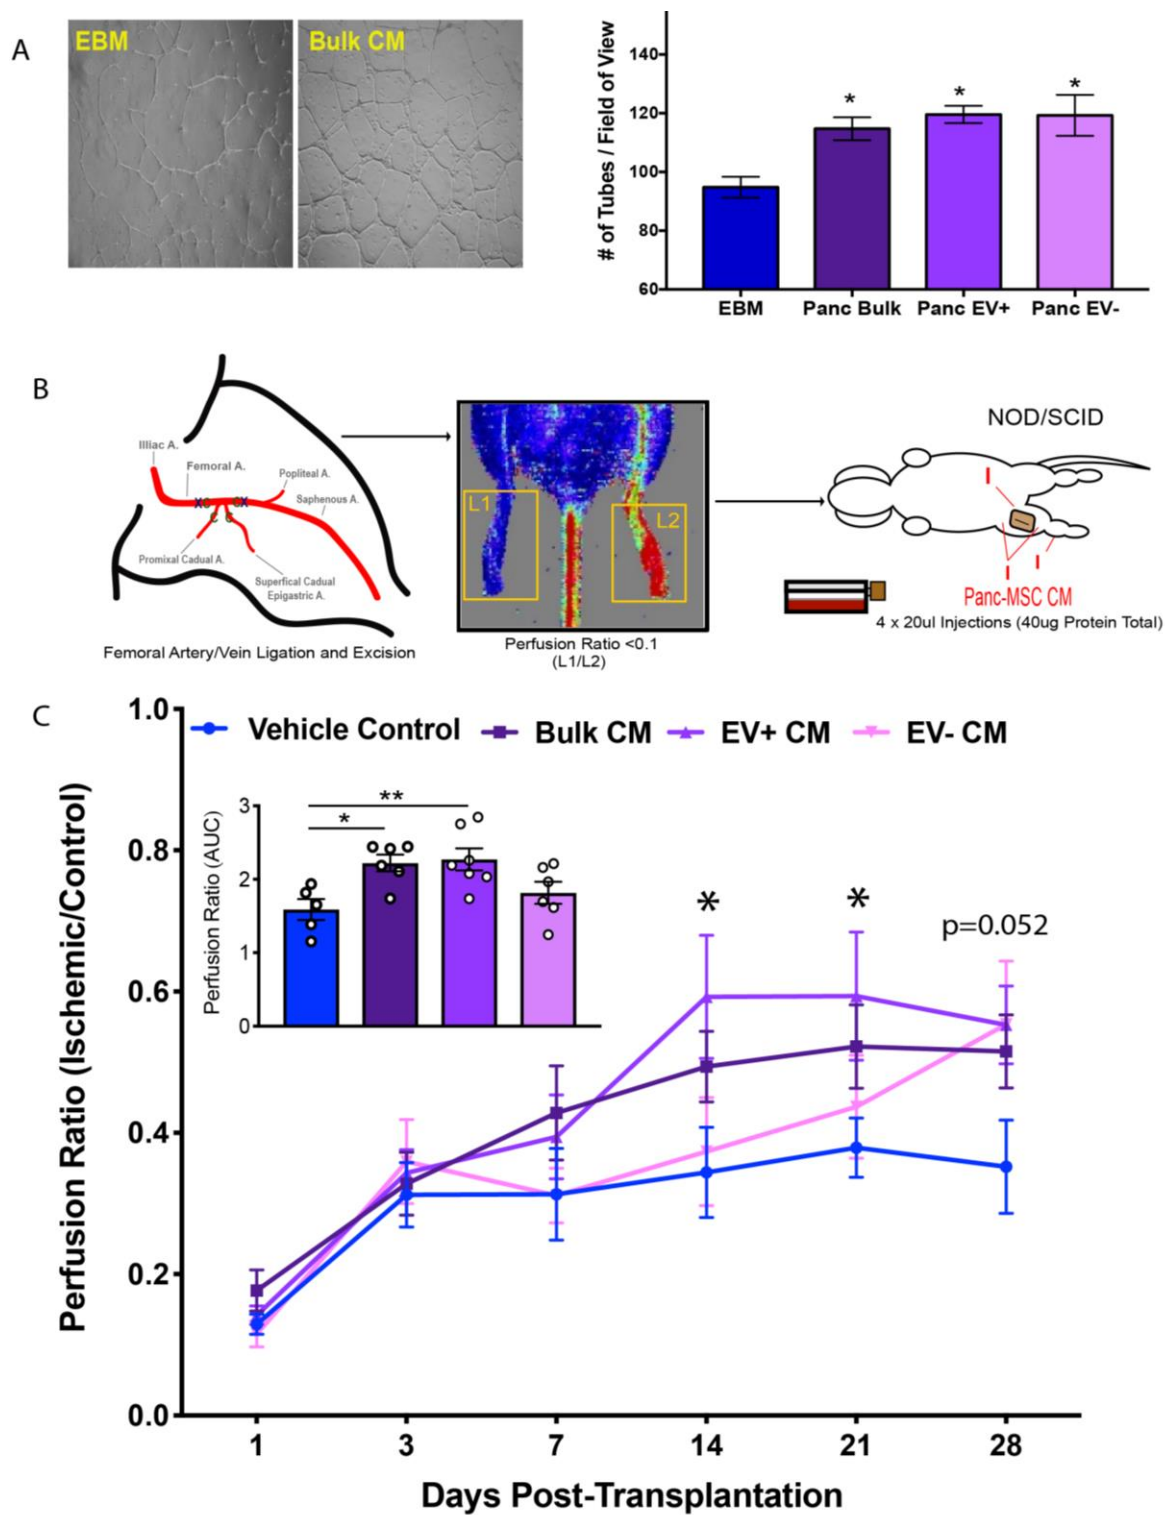 A
EBM
Bulk CM
# of Tubes / Field of View
140
120
100
80
60
*
*
*
EBM
Panc Bulk
Panc EV+
Panc EV-
B
Illiac A.
Femoral A.
Popliteal A.
Saphenous A.
X
C
C
X
C
C
Promixal Cadual A.
Superfical Cadual
Epigastric A.
Femoral Artery/Vein Ligation and Excision
L1
L2
Perfusion Ratio <0.1
(L1/L2)
NOD/SCID
I
I
I
Panc-MSC CM
4 x 20ul Injections (40ug Protein Total)
C
Vehicle Control
Bulk CM
EV+ CM
EV- CM
Perfusion Ratio (Ischemic/Control)
1.0
0.8
0.6
0.4
0.2
0.0
Perfusion Ratio (AUC)
3
2
1
0
**
*
*
*
p=0.052
1
3
7
14
21
28
Days Post-Transplantation